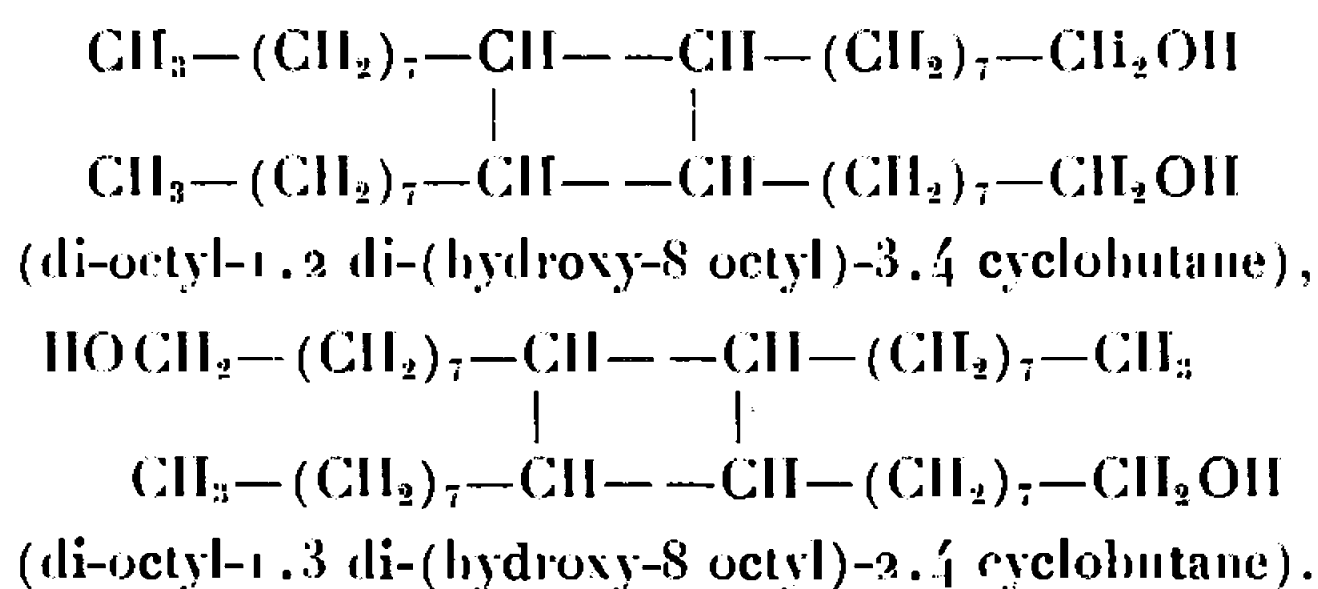 CH₃—(CH₂)₇—CH— —CH—(CH₂)₇—CH₂OH
| |
CH₃—(CH₂)₇—CH— —CH—(CH₂)₇—CH₂OH
(di-octyl-1.2 di-(hydroxy-8 octyl)-3.4 cyclobutane),
HOCH₂—(CH₂)₇—CH— —CH—(CH₂)₇—CH₃
| |
CH₃—(CH₂)₇—CH— —CH—(CH₂)₇—CH₂OH
(di-octyl-1.3 di-(hydroxy-8 octyl)-2.4 cyclobutane).